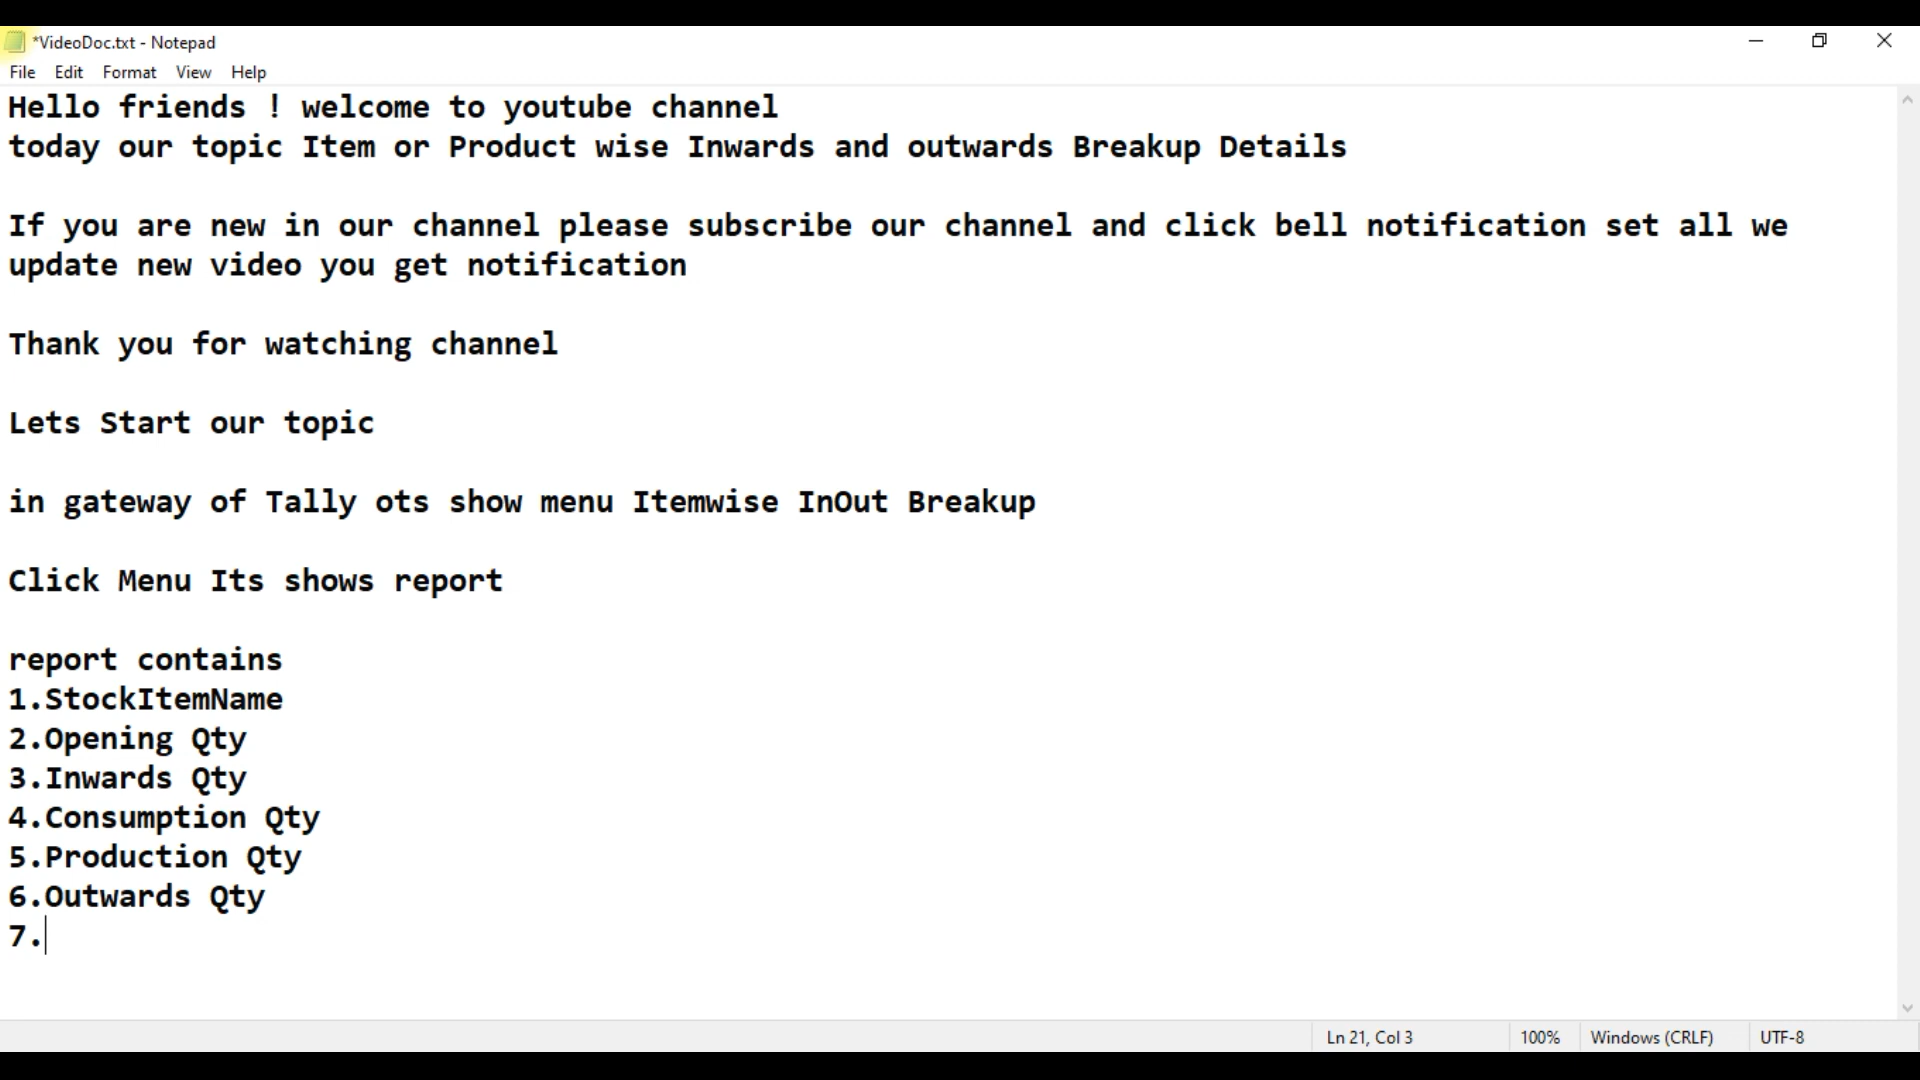 *VideoDoc.txt - Notepad
File Edit Format View Help
Hello friends ! welcome to youtube channel
today our topic Item or Product wise Inwards and outwards Breakup Details
If you are new in our channel please subscribe our channel and click bell notification set all we
update new video you get notification
Thank you for watching channel
Lets Start our topic
in gateway of Tally ots show menu Itemwise InOut Breakup
Click Menu Its shows report
report contains
1.StockItemName
2.Opening Qty
3.Inwards Qty
4.Consumption Qty
5.Production Qty
6.Outwards Qty
7.
Ln 21, Col 3 100% Windows (CRLF) UTF-8